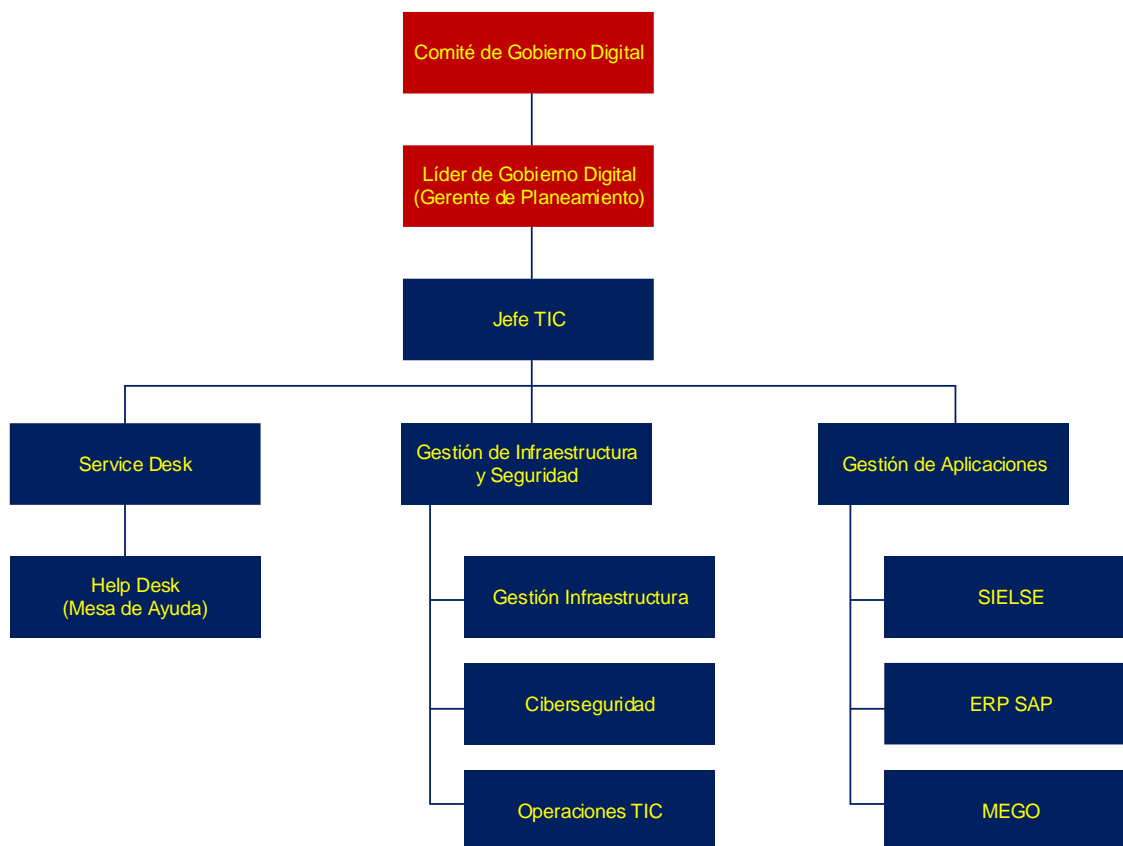 Comité de Gobierno Digital
Líder de Gobierno Digital
(Gerente de Planeamiento)
Jefe TIC
Service Desk
Gestión de Infraestructura
y Seguridad
Gestión de Aplicaciones
Help Desk
(Mesa de Ayuda)
Gestión Infraestructura
SIELSE
Ciberseguridad
ERP SAP
Operaciones TIC
MEGO